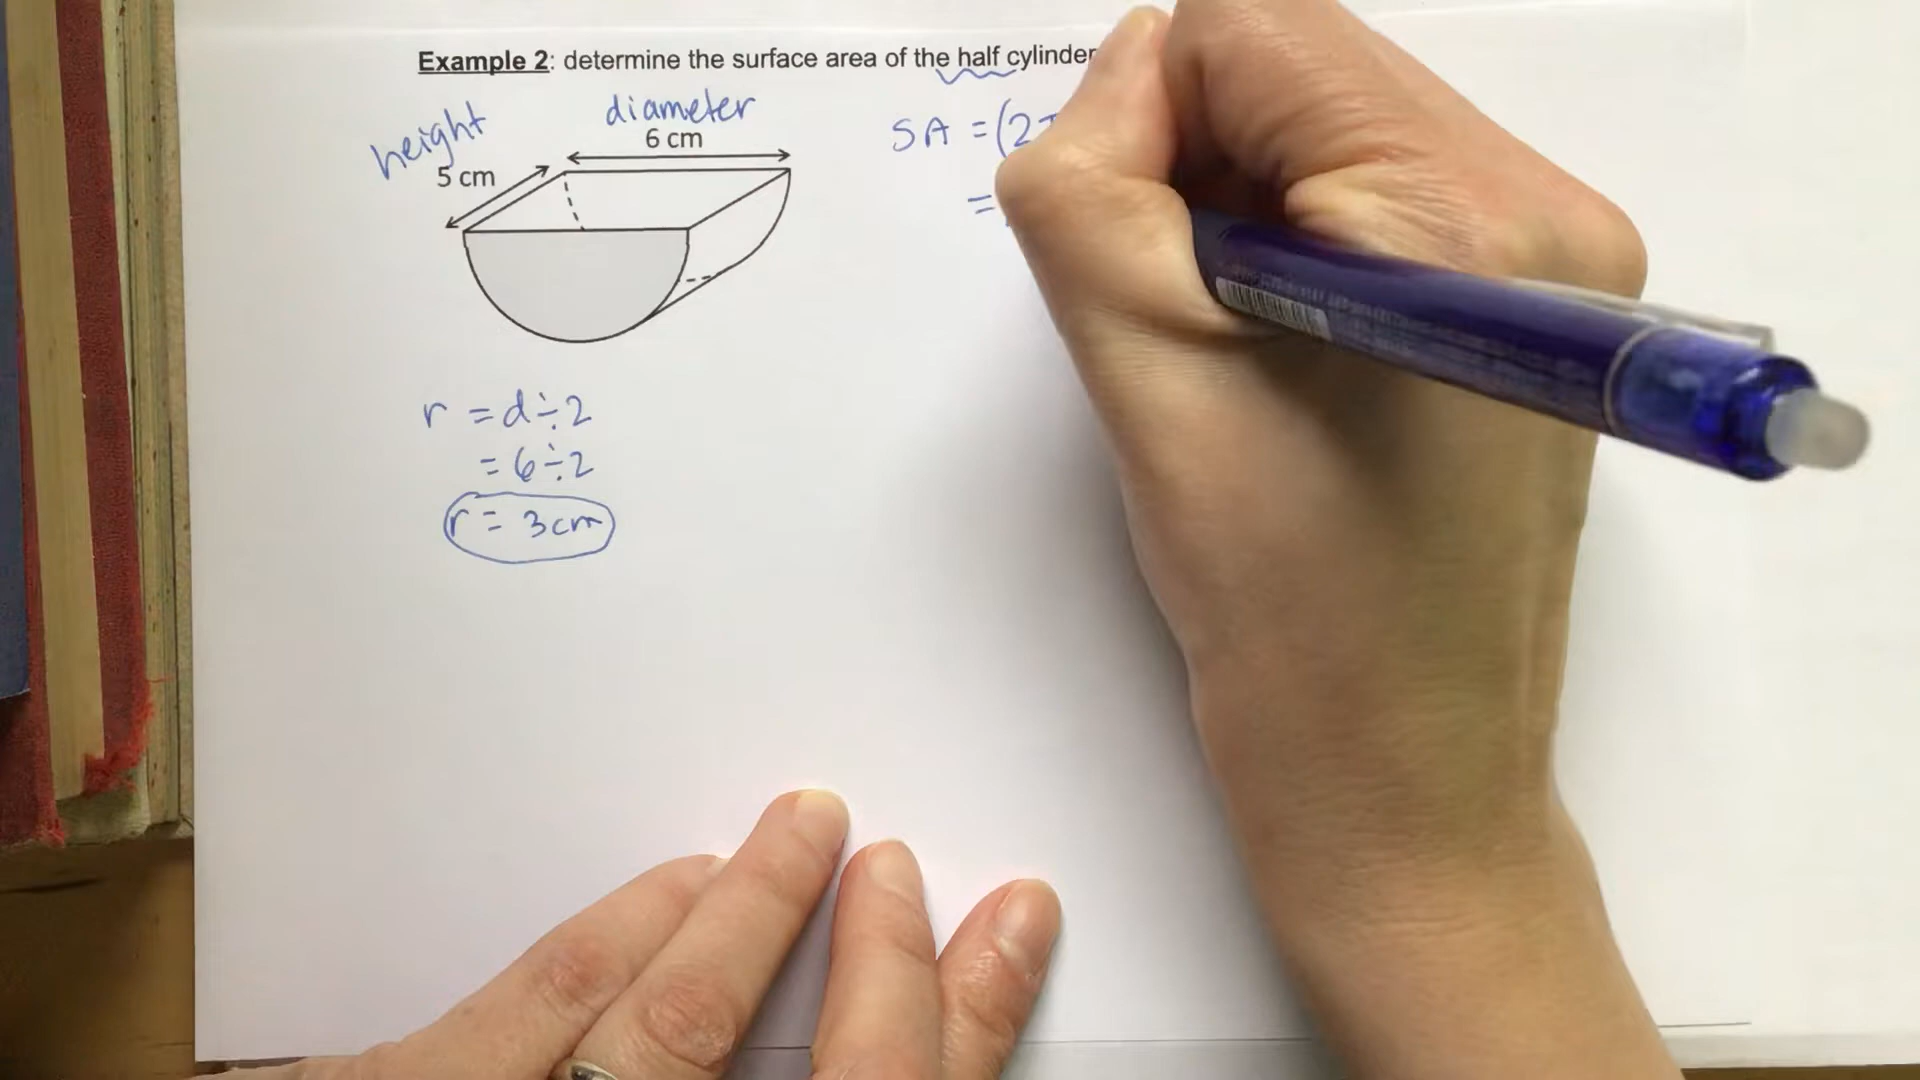 Example 2: determine the surface area of the half cylinder
height
diameter
6 cm
5 cm
SA = (2
=
r = d÷2
= 6÷2
r = 3cm